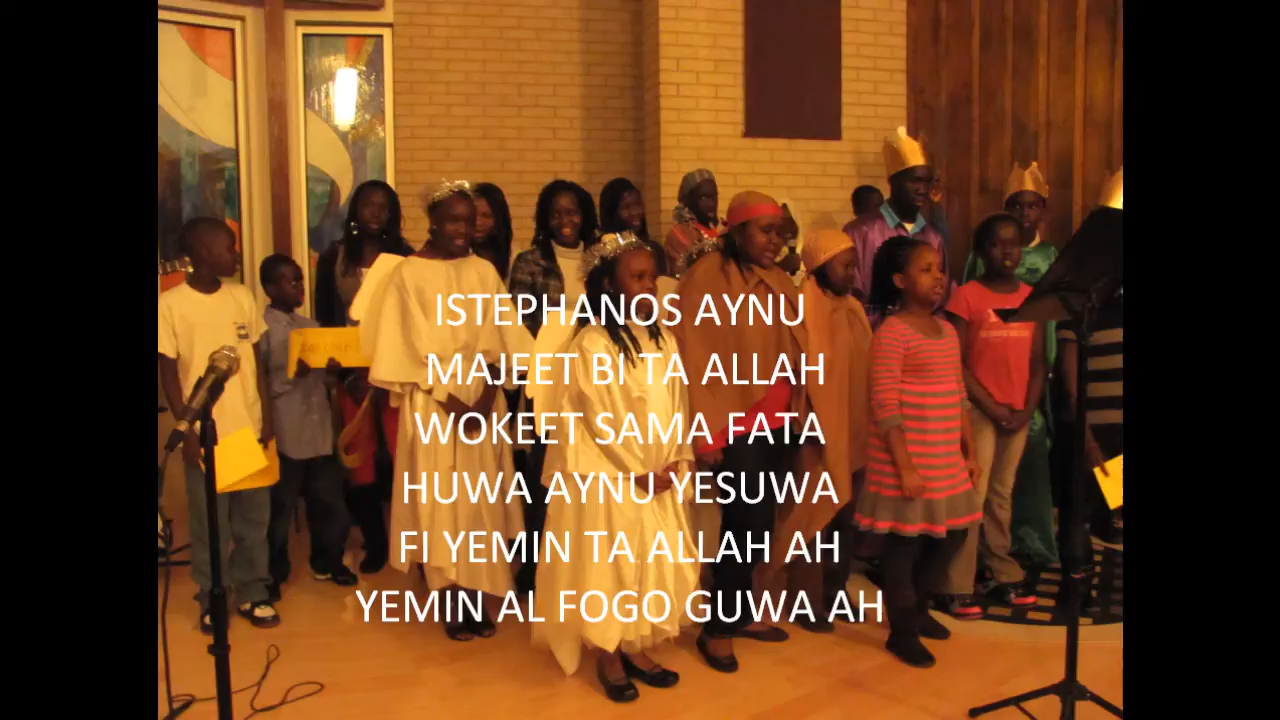 ISTEPHANOS AYNU
MAJEET BI TA ALLAH
WOKEET SAMA FATA
HUWA AYNU YESUWA
FI YEMIN TA ALLAH AH
YEMIN AL FOGO GUWA AH